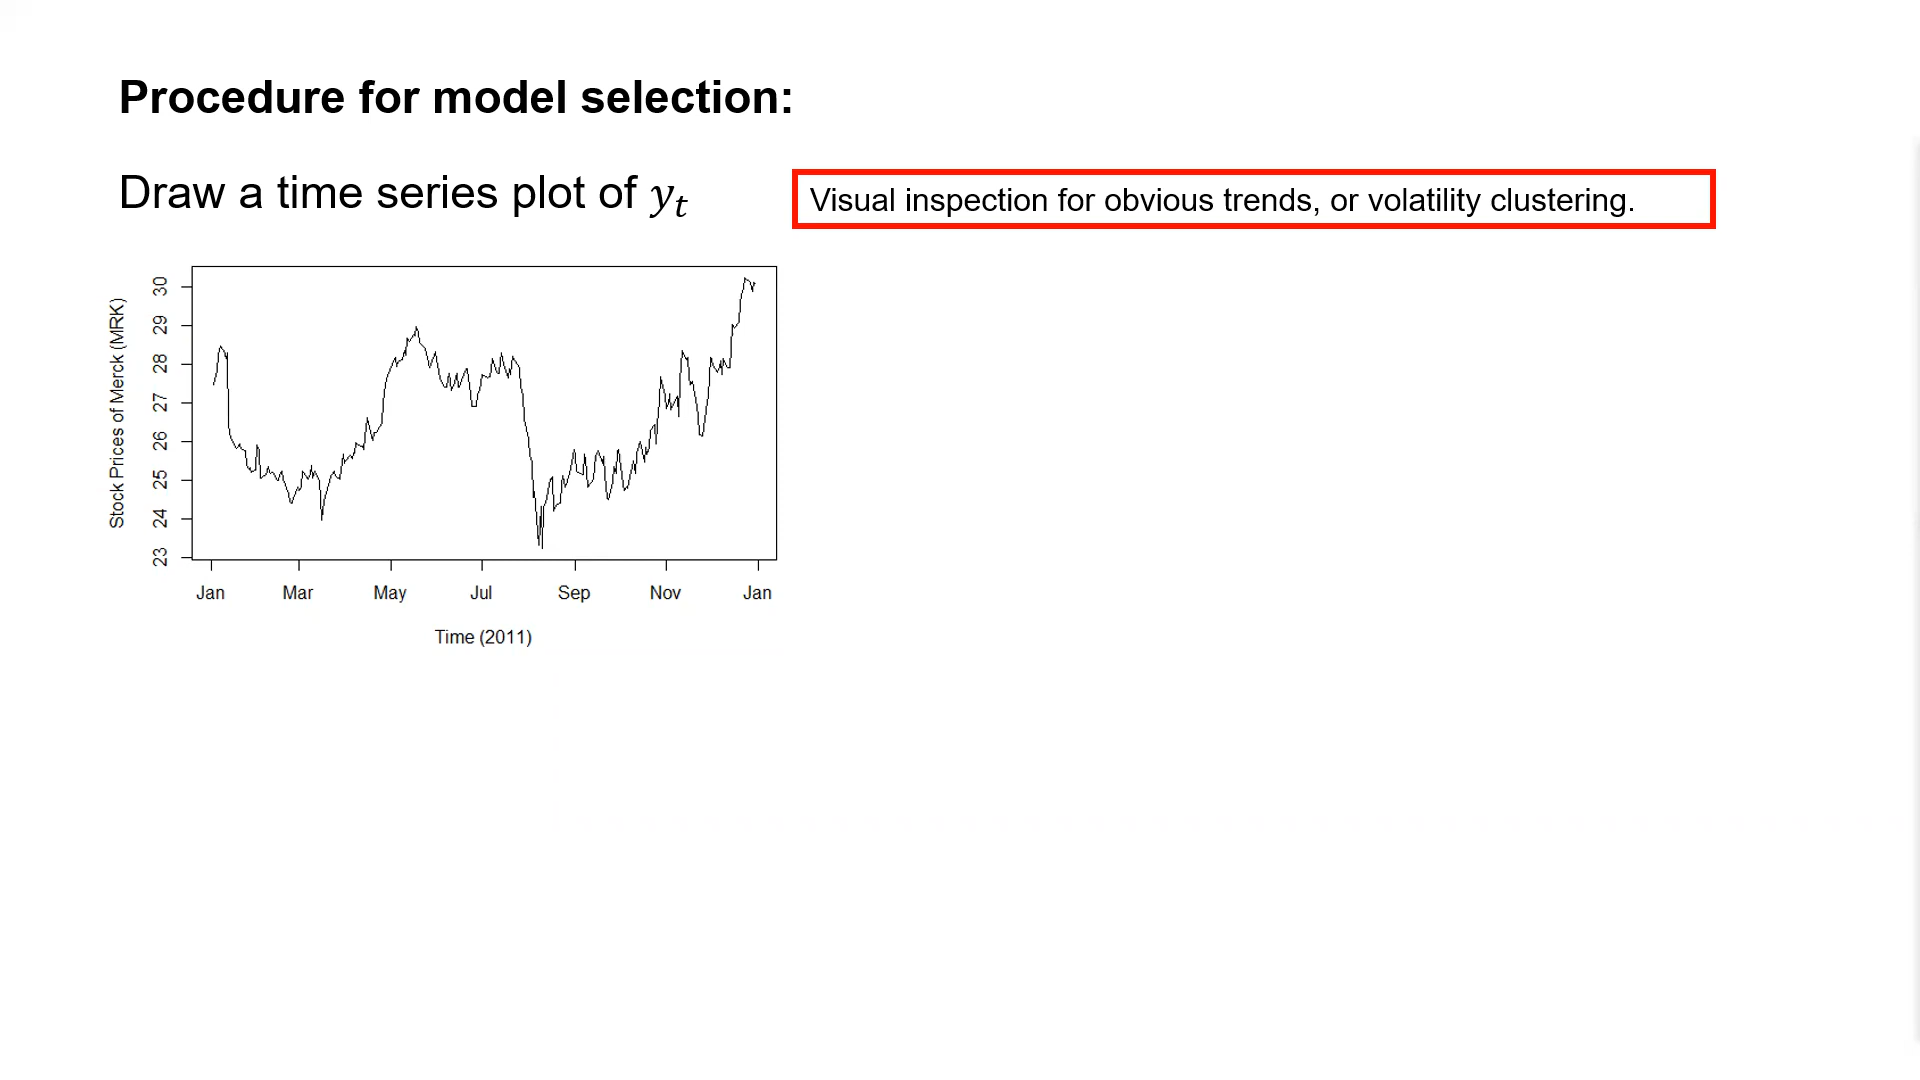 Procedure for model selection:
Draw a time series plot of yₜ
Visual inspection for obvious trends, or volatility clustering.
Stock Prices of Merck (MRK)
30
29
28
27
26
25
24
23
Jan Mar May Jul Sep Nov Jan
Time (2011)